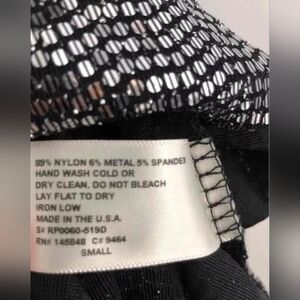 89% NYLON 6% METAL 5% SPANDEX
HAND WASH COLD OR
DRY CLEAN, DO NOT BLEACH
LAY FLAT TO DRY
IRON LOW
MADE IN THE U.S.A.
S# RP0060-519D
RN# 145848 C# 9464
SMALL